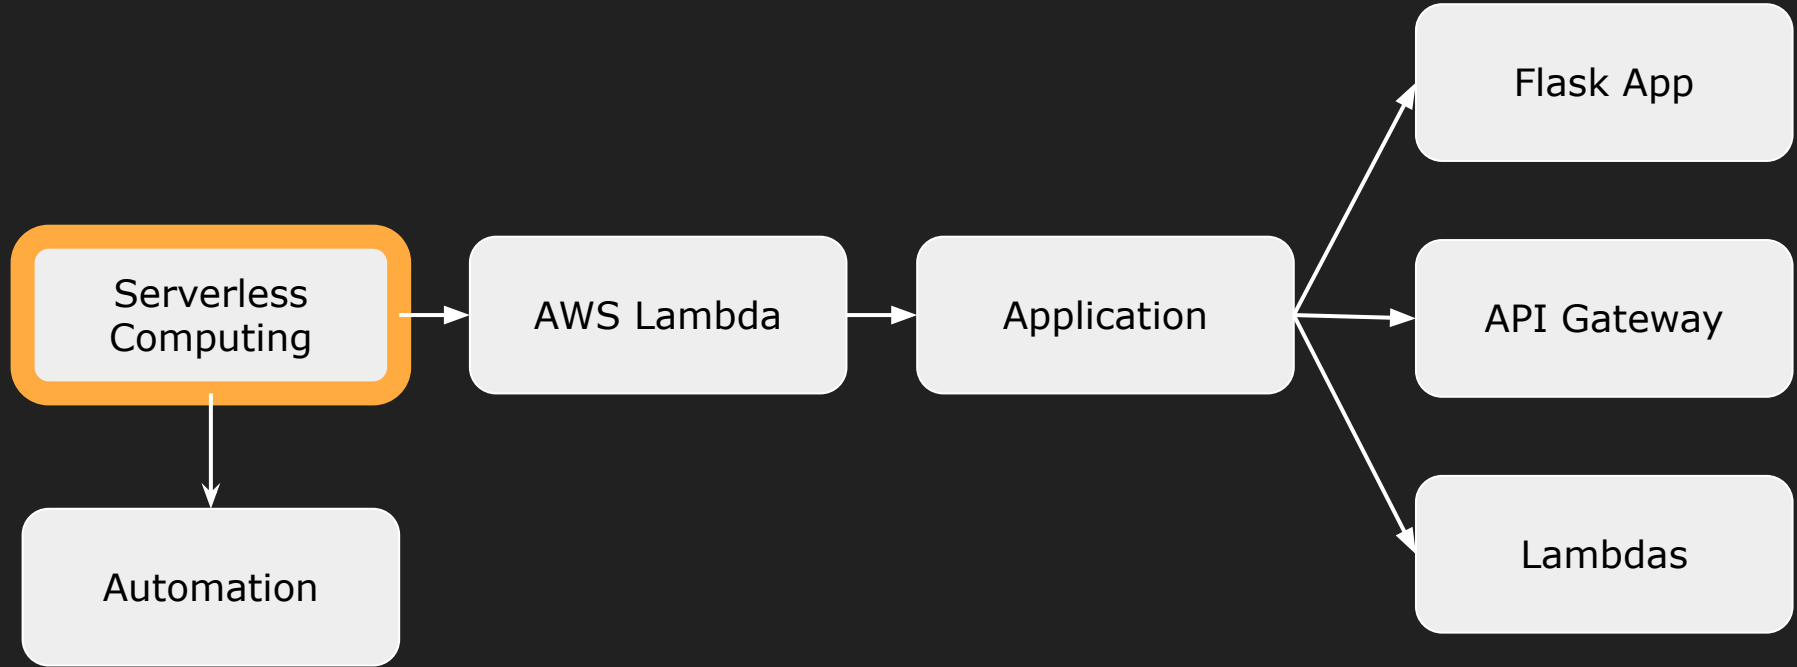 Flask App
Serverless
Computing
AWS Lambda
Application
API Gateway
Automation
Lambdas